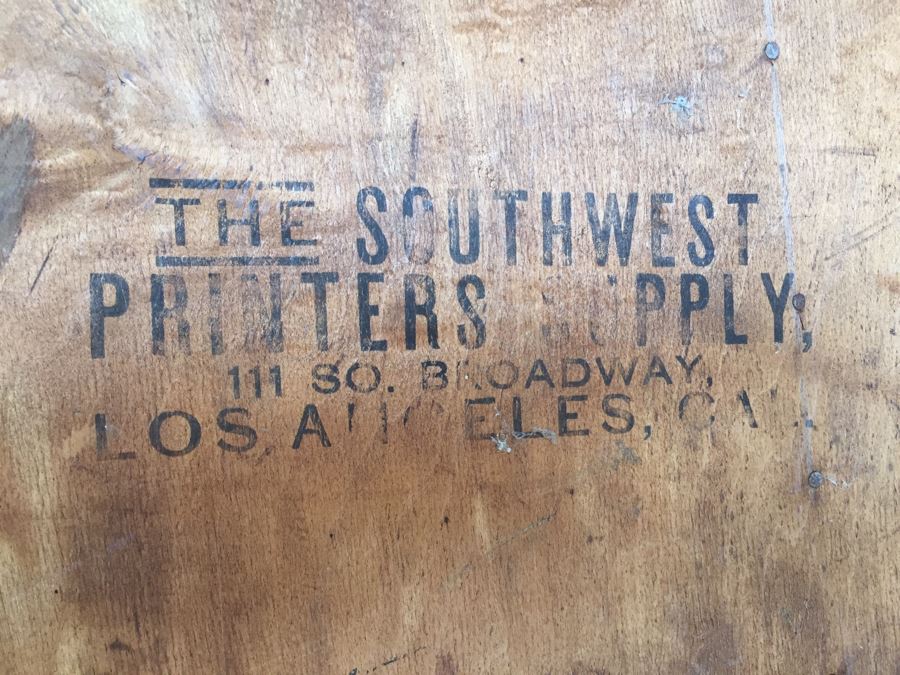 THE SOUTHWEST
PRINTERS SUPPLY,
111 SO. BROADWAY,
LOS ANGELES, CAL.